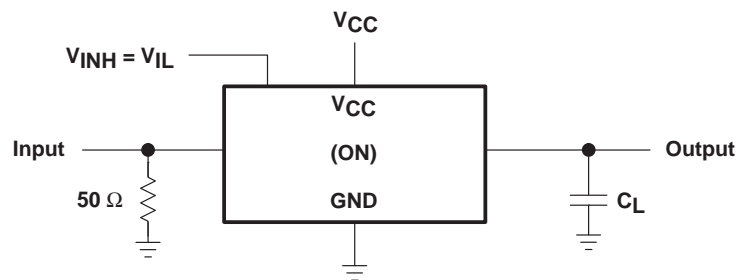 VCC
VINH = VIL
VCC
Input
(ON)
Output
50 Ω
GND
CL